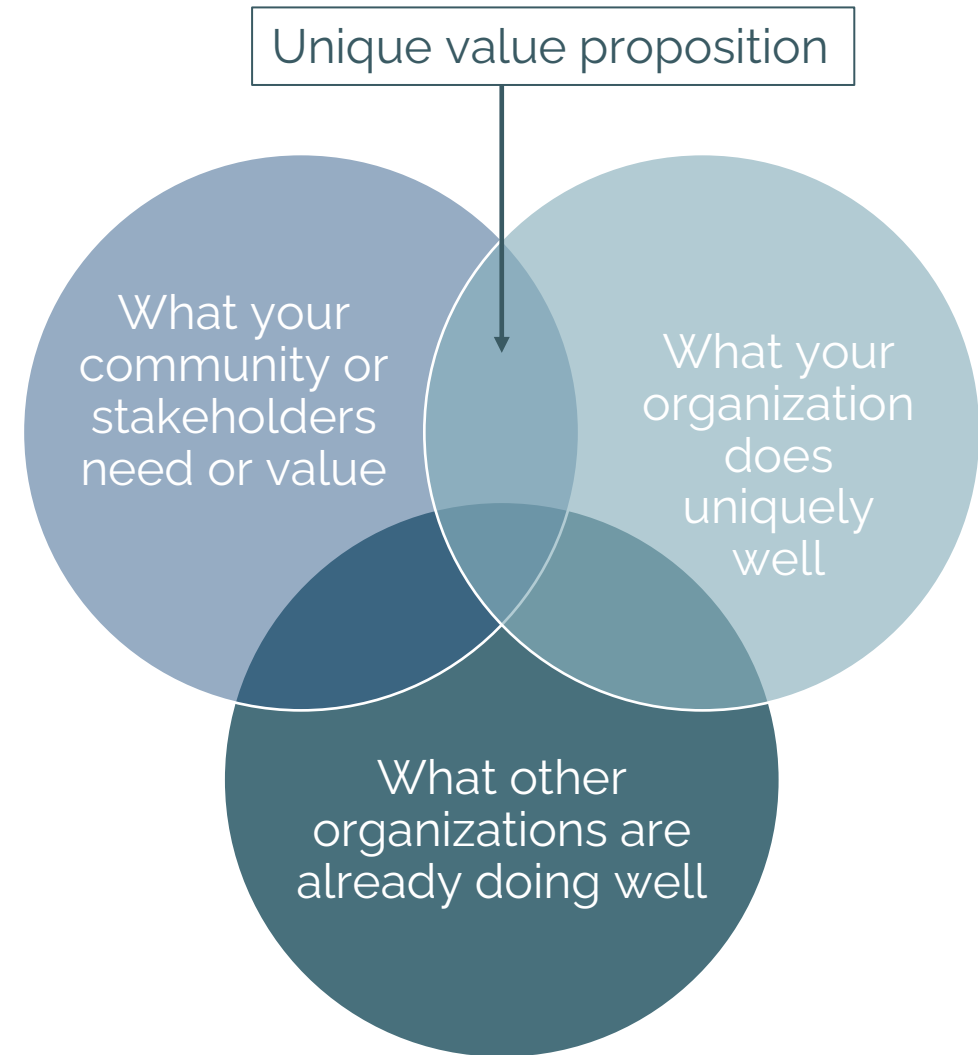 Unique value proposition
What your
community or
stakeholders
need or value
What your
organization
does
uniquely
well
What other
organizations are
already doing well